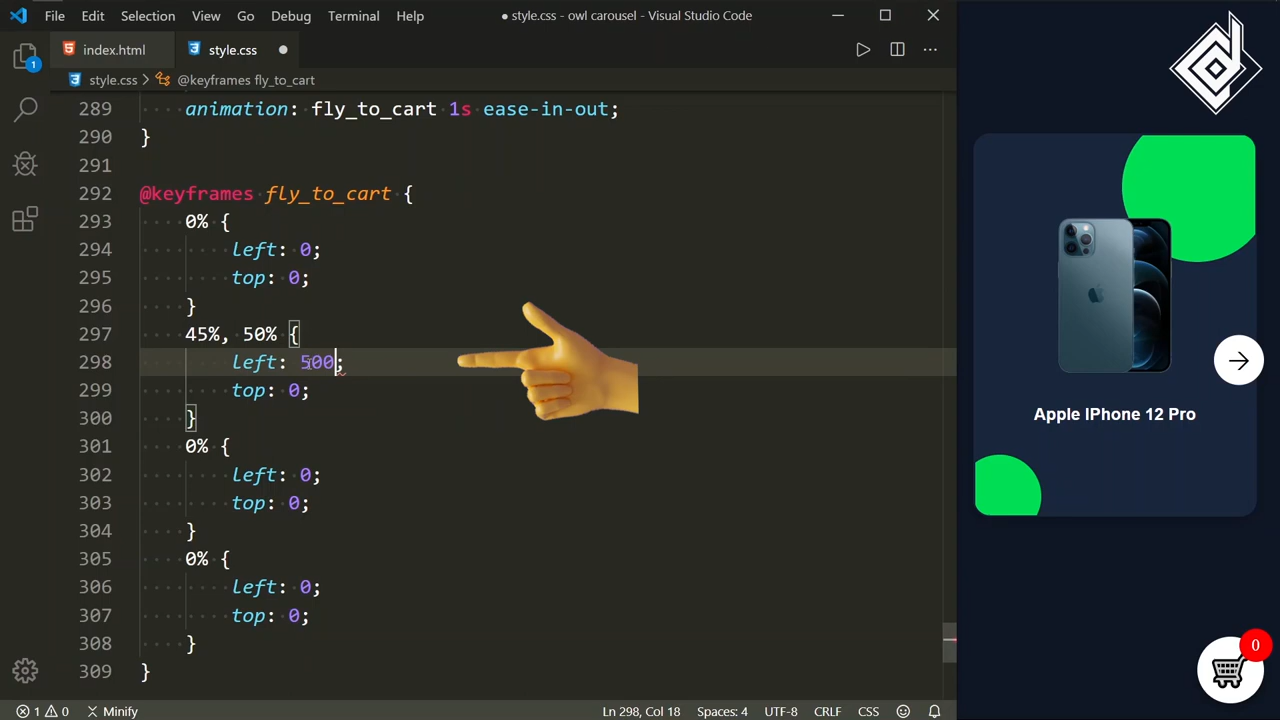 File Edit Selection View Go Debug Terminal Help ● style.css - owl carousel - Visual Studio Code
index.html style.css ●
style.css > @keyframes fly_to_cart
1
289 animation: fly_to_cart 1s ease-in-out;
290 }
291
292 @keyframes fly_to_cart {
293 0% {
294 left: 0;
295 top: 0;
296 }
297 45%, 50% {
298 left: 500;
299 top: 0;
300 }
301 0% {
302 left: 0;
303 top: 0;
304 }
305 0% {
306 left: 0;
307 top: 0;
308 }
309 }
Apple IPhone 12 Pro
0
1 0 Minify Ln 298, Col 18 Spaces: 4 UTF-8 CRLF CSS